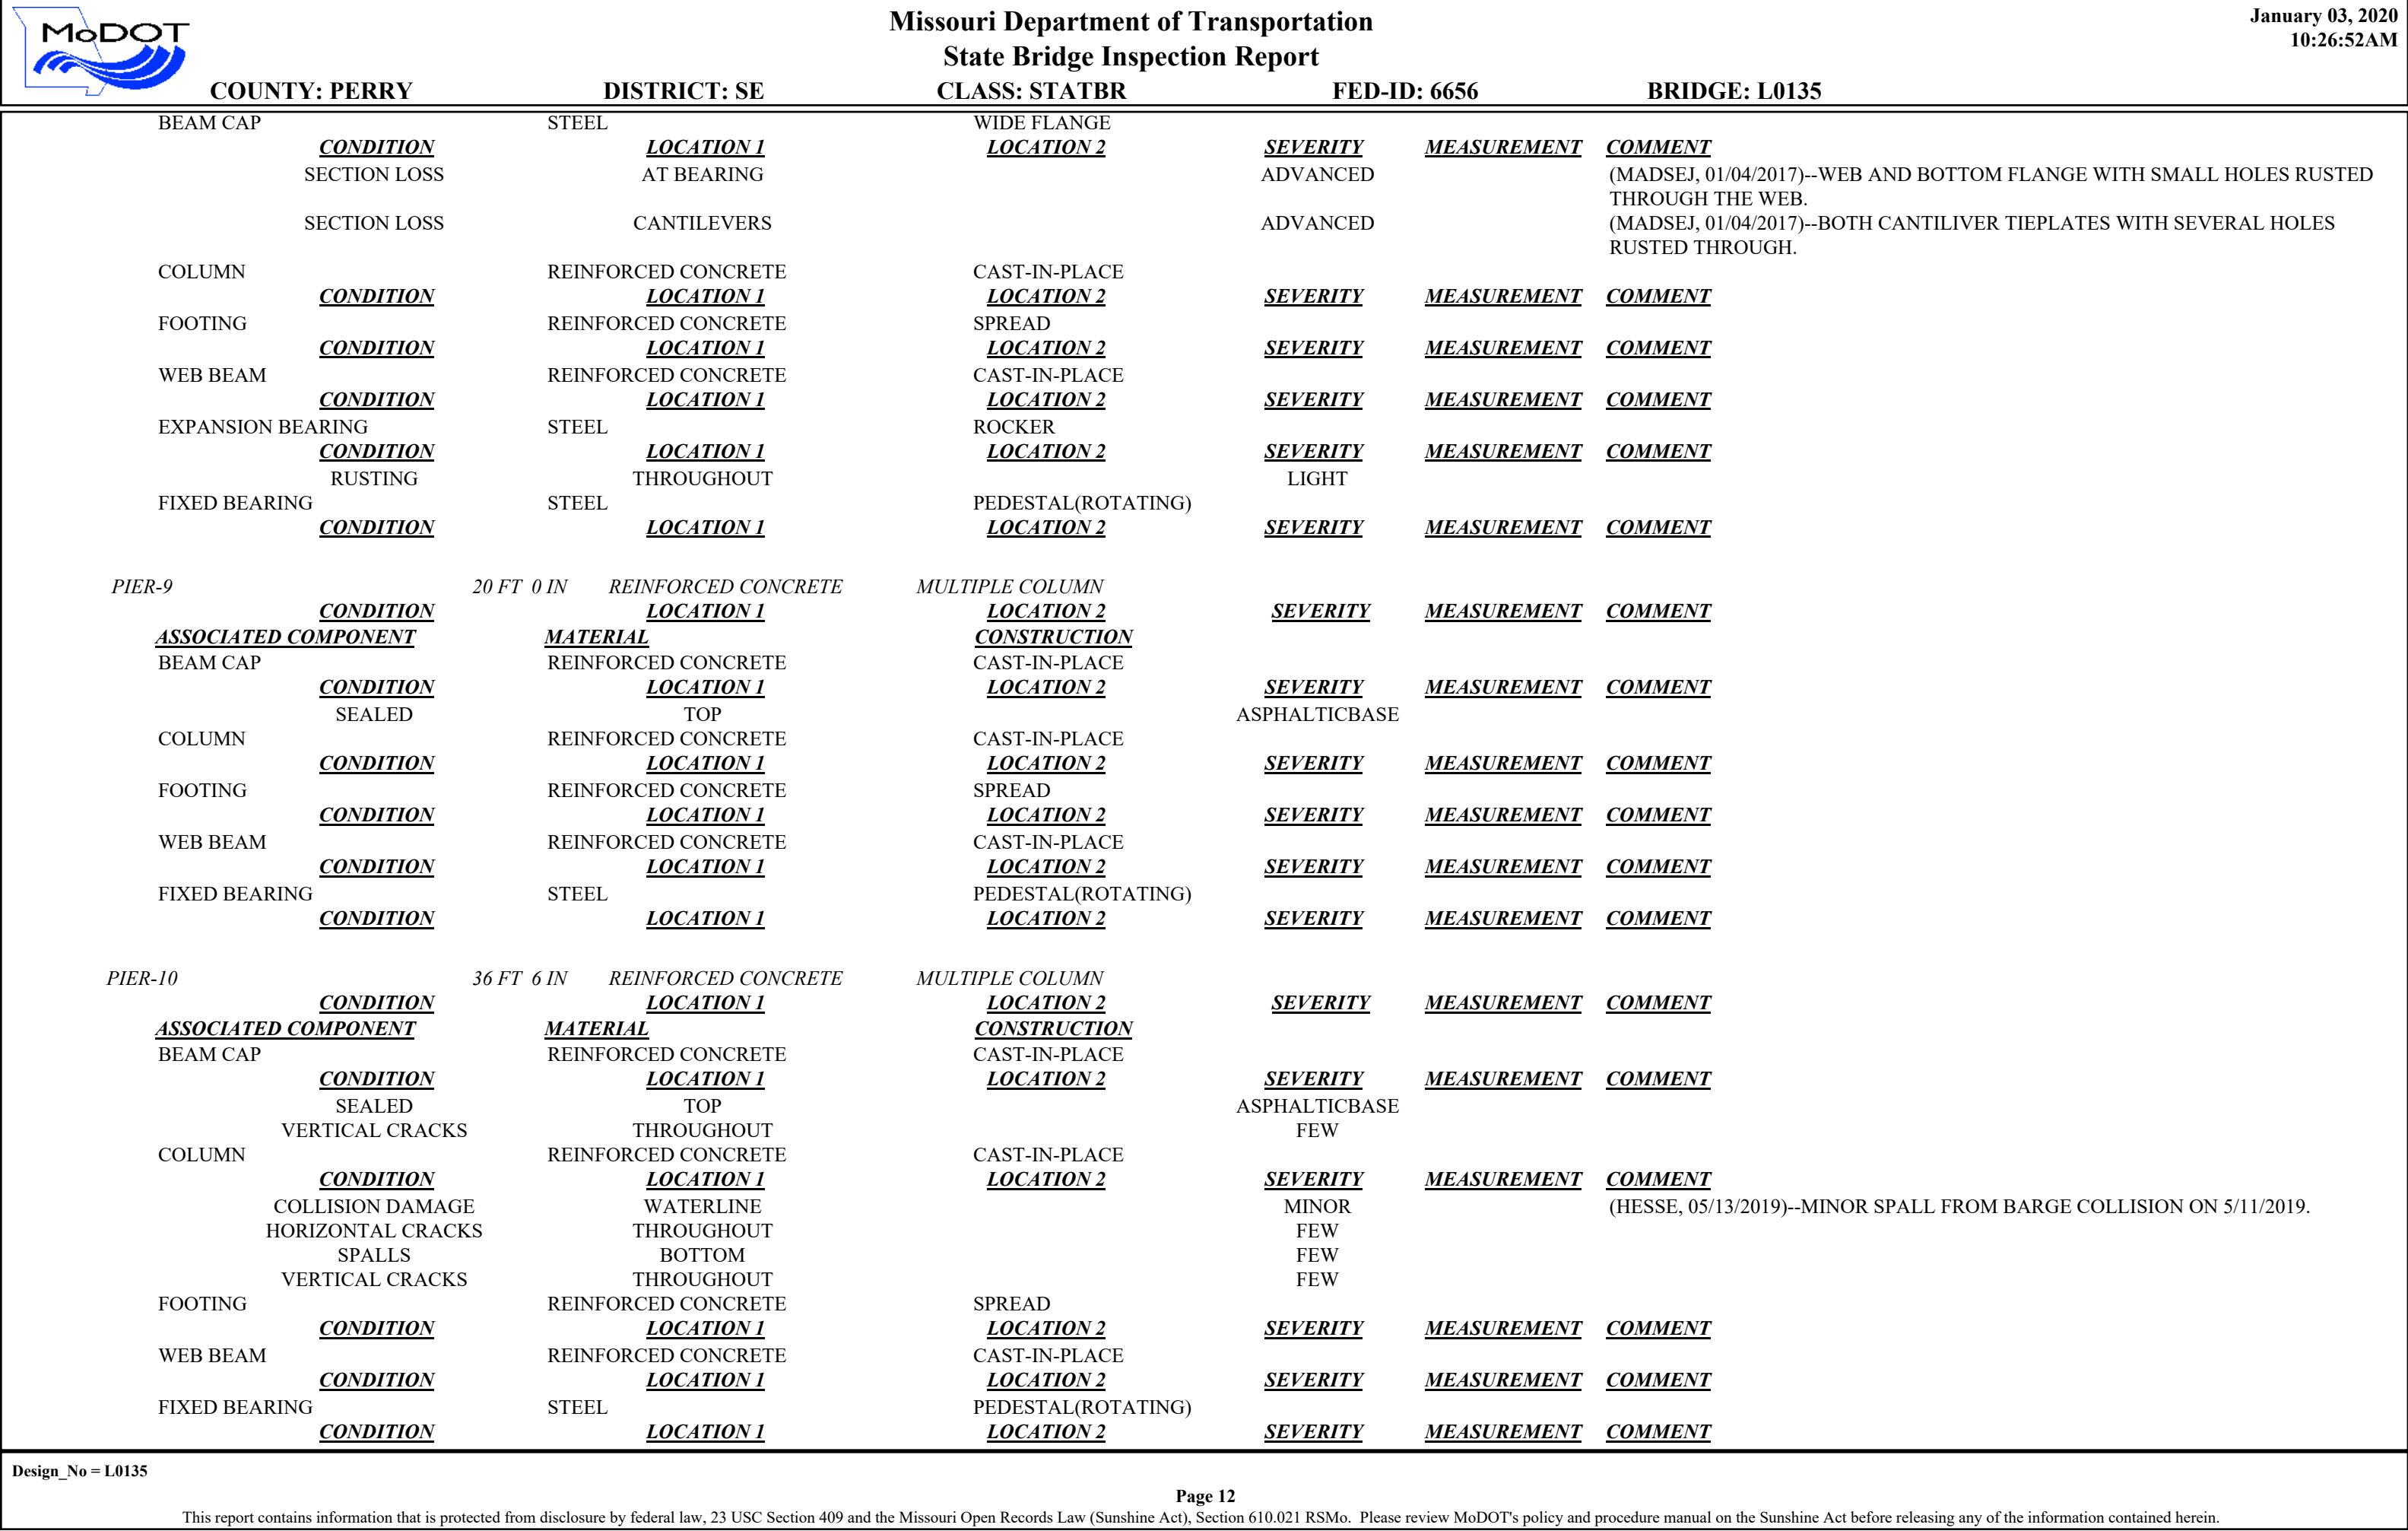 MoDOT
Missouri Department of Transportation
State Bridge Inspection Report
January 03, 2020
10:26:52AM
COUNTY: PERRY DISTRICT: SE CLASS: STATBR FED-ID: 6656 BRIDGE: L0135
BEAM CAP STEEL WIDE FLANGE
CONDITION LOCATION 1 LOCATION 2 SEVERITY MEASUREMENT COMMENT
SECTION LOSS AT BEARING ADVANCED (MADSEJ, 01/04/2017)--WEB AND BOTTOM FLANGE WITH SMALL HOLES RUSTED
THROUGH THE WEB.
SECTION LOSS CANTILEVERS ADVANCED (MADSEJ, 01/04/2017)--BOTH CANTILIVER TIEPLATES WITH SEVERAL HOLES
RUSTED THROUGH.
COLUMN REINFORCED CONCRETE CAST-IN-PLACE
CONDITION LOCATION 1 LOCATION 2 SEVERITY MEASUREMENT COMMENT
FOOTING REINFORCED CONCRETE SPREAD
CONDITION LOCATION 1 LOCATION 2 SEVERITY MEASUREMENT COMMENT
WEB BEAM REINFORCED CONCRETE CAST-IN-PLACE
CONDITION LOCATION 1 LOCATION 2 SEVERITY MEASUREMENT COMMENT
EXPANSION BEARING STEEL ROCKER
CONDITION LOCATION 1 LOCATION 2 SEVERITY MEASUREMENT COMMENT
RUSTING THROUGHOUT LIGHT
FIXED BEARING STEEL PEDESTAL(ROTATING)
CONDITION LOCATION 1 LOCATION 2 SEVERITY MEASUREMENT COMMENT
PIER-9 20 FT 0 IN REINFORCED CONCRETE MULTIPLE COLUMN
CONDITION LOCATION 1 LOCATION 2 SEVERITY MEASUREMENT COMMENT
ASSOCIATED COMPONENT MATERIAL CONSTRUCTION
BEAM CAP REINFORCED CONCRETE CAST-IN-PLACE
CONDITION LOCATION 1 LOCATION 2 SEVERITY MEASUREMENT COMMENT
SEALED TOP ASPHALTICBASE
COLUMN REINFORCED CONCRETE CAST-IN-PLACE
CONDITION LOCATION 1 LOCATION 2 SEVERITY MEASUREMENT COMMENT
FOOTING REINFORCED CONCRETE SPREAD
CONDITION LOCATION 1 LOCATION 2 SEVERITY MEASUREMENT COMMENT
WEB BEAM REINFORCED CONCRETE CAST-IN-PLACE
CONDITION LOCATION 1 LOCATION 2 SEVERITY MEASUREMENT COMMENT
FIXED BEARING STEEL PEDESTAL(ROTATING)
CONDITION LOCATION 1 LOCATION 2 SEVERITY MEASUREMENT COMMENT
PIER-10 36 FT 6 IN REINFORCED CONCRETE MULTIPLE COLUMN
CONDITION LOCATION 1 LOCATION 2 SEVERITY MEASUREMENT COMMENT
ASSOCIATED COMPONENT MATERIAL CONSTRUCTION
BEAM CAP REINFORCED CONCRETE CAST-IN-PLACE
CONDITION LOCATION 1 LOCATION 2 SEVERITY MEASUREMENT COMMENT
SEALED TOP ASPHALTICBASE
VERTICAL CRACKS THROUGHOUT FEW
COLUMN REINFORCED CONCRETE CAST-IN-PLACE
CONDITION LOCATION 1 LOCATION 2 SEVERITY MEASUREMENT COMMENT
COLLISION DAMAGE WATERLINE MINOR (HESSE, 05/13/2019)--MINOR SPALL FROM BARGE COLLISION ON 5/11/2019.
HORIZONTAL CRACKS THROUGHOUT FEW
SPALLS BOTTOM FEW
VERTICAL CRACKS THROUGHOUT FEW
FOOTING REINFORCED CONCRETE SPREAD
CONDITION LOCATION 1 LOCATION 2 SEVERITY MEASUREMENT COMMENT
WEB BEAM REINFORCED CONCRETE CAST-IN-PLACE
CONDITION LOCATION 1 LOCATION 2 SEVERITY MEASUREMENT COMMENT
FIXED BEARING STEEL PEDESTAL(ROTATING)
CONDITION LOCATION 1 LOCATION 2 SEVERITY MEASUREMENT COMMENT
Design_No = L0135
Page 12
This report contains information that is protected from disclosure by federal law, 23 USC Section 409 and the Missouri Open Records Law (Sunshine Act), Section 610.021 RSMo. Please review MoDOT's policy and procedure manual on the Sunshine Act before releasing any of the information contained herein.